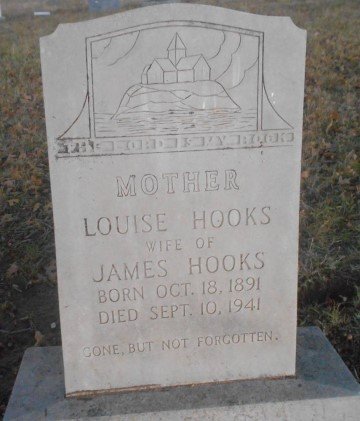 THE LORD IS MY ROCK
MOTHER
LOUISE HOOKS
WIFE OF
JAMES HOOKS
BORN OCT. 18, 1891
DIED SEPT. 10, 1941
GONE, BUT NOT FORGOTTEN.